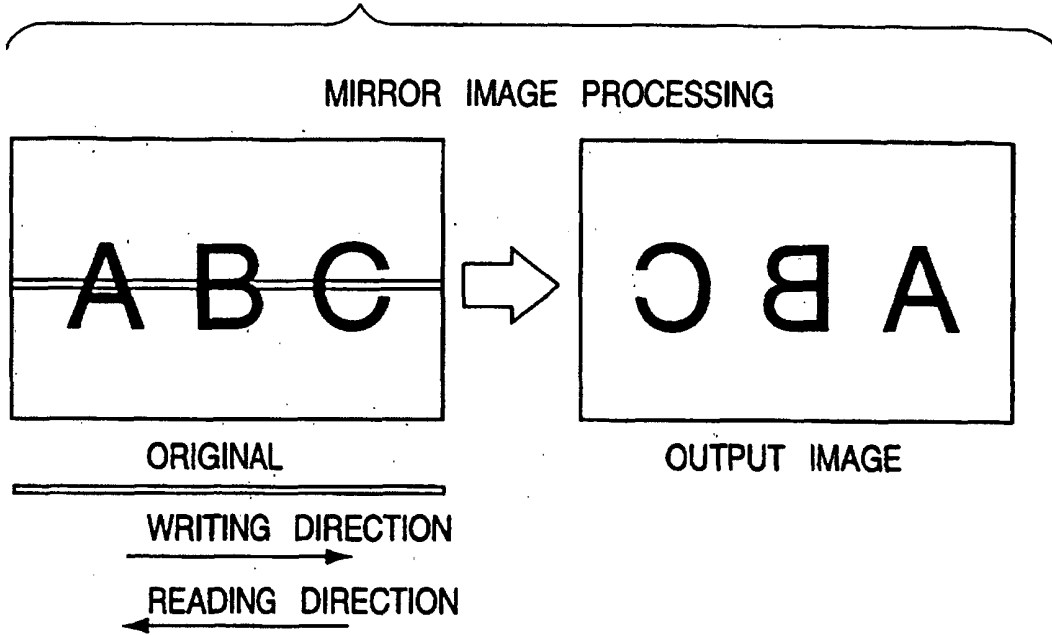 MIRROR IMAGE PROCESSING
A B C
Ɔ ᗺ A
ORIGINAL
OUTPUT IMAGE
WRITING DIRECTION
READING DIRECTION